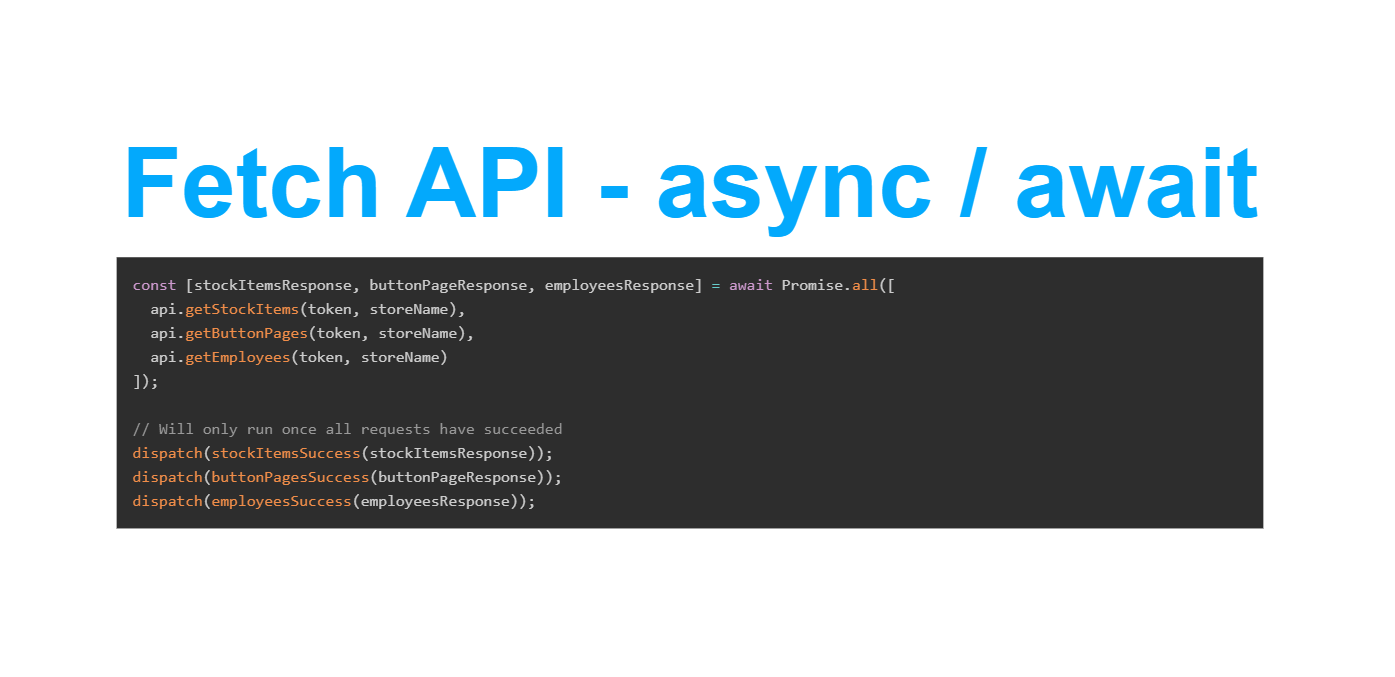 Fetch API - async / await
const [stockItemsResponse, buttonPageResponse, employeesResponse] = await Promise.all([
  api.getStockItems(token, storeName),
  api.getButtonPages(token, storeName),
  api.getEmployees(token, storeName)
]);

// Will only run once all requests have succeeded
dispatch(stockItemsSuccess(stockItemsResponse));
dispatch(buttonPagesSuccess(buttonPageResponse));
dispatch(employeesSuccess(employeesResponse));